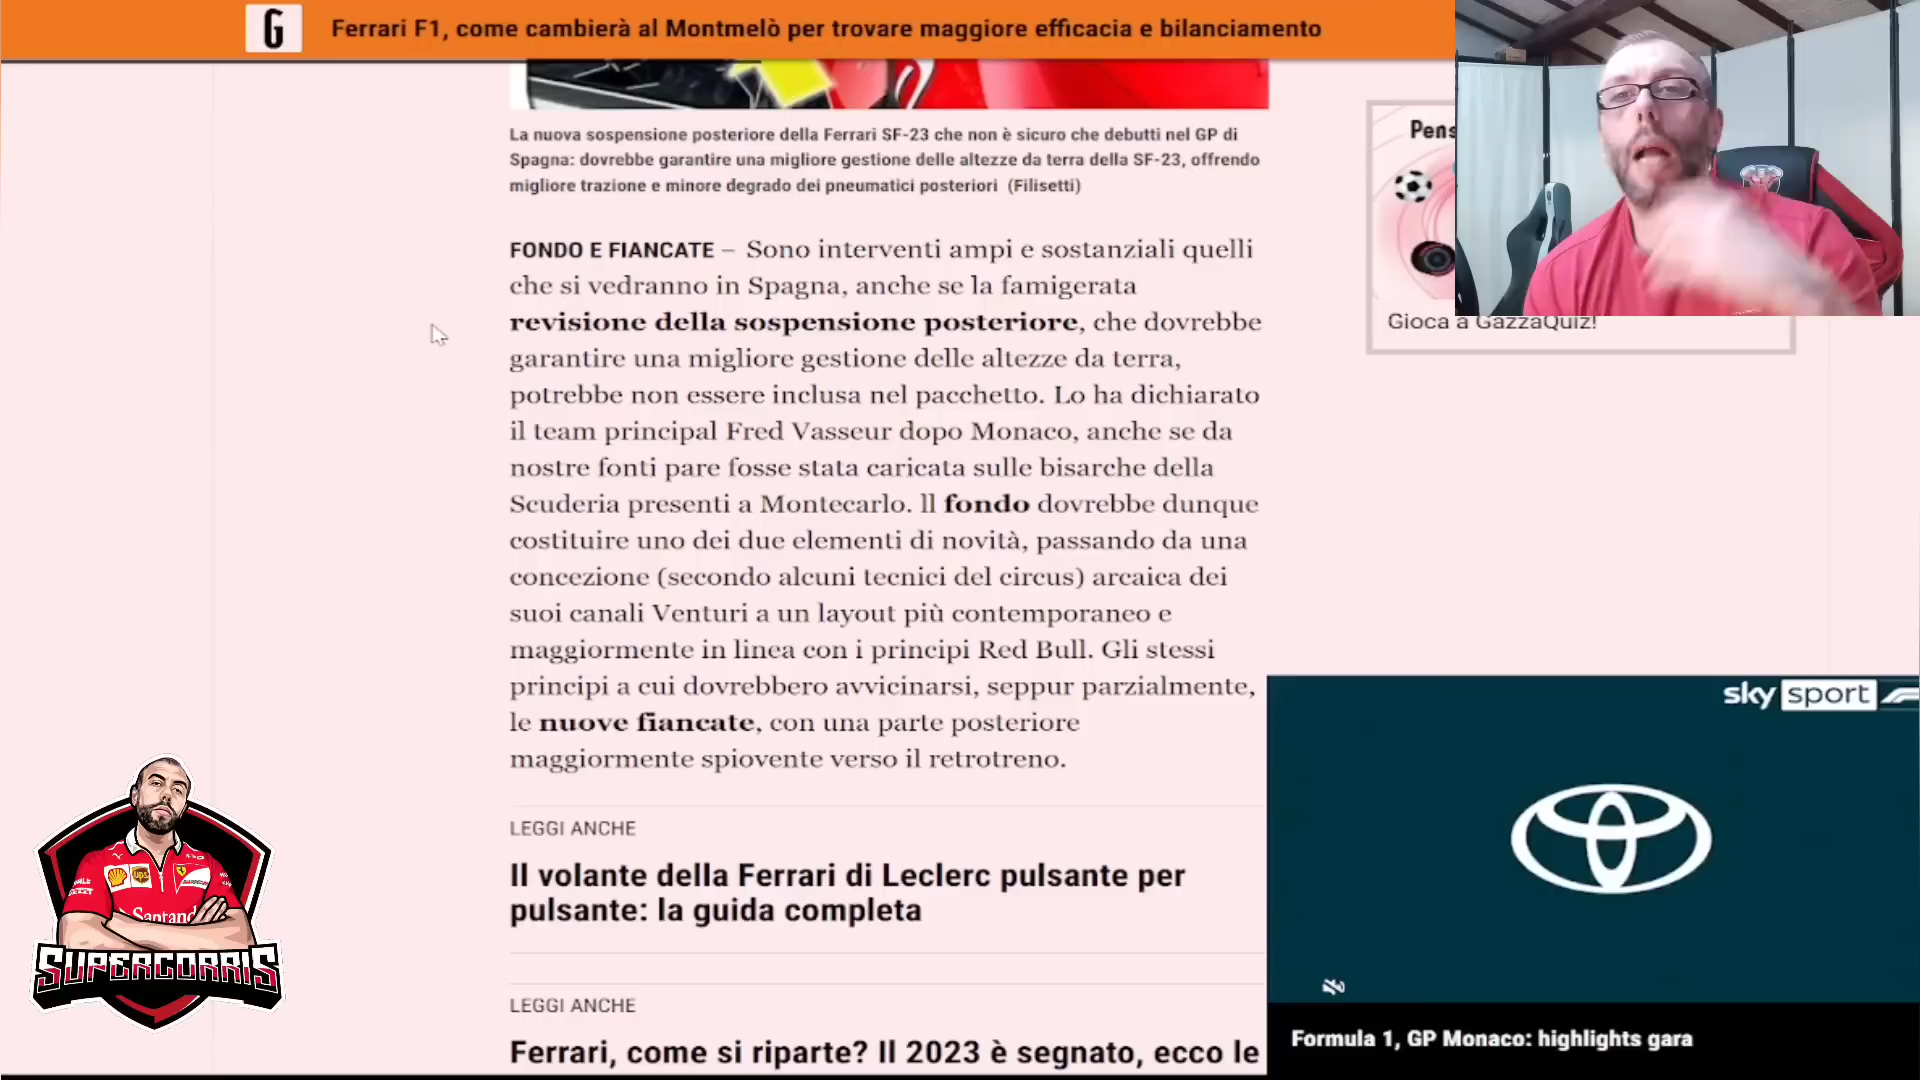 G
Ferrari F1, come cambierà al Montmelò per trovare maggiore efficacia e bilanciamento
La nuova sospensione posteriore della Ferrari SF-23 che non è sicuro che debutti nel GP di
Spagna: dovrebbe garantire una migliore gestione delle altezze da terra della SF-23, offrendo
migliore trazione e minore degrado dei pneumatici posteriori (Filisetti)
FONDO E FIANCATE – Sono interventi ampi e sostanziali quelli
che si vedranno in Spagna, anche se la famigerata
revisione della sospensione posteriore, che dovrebbe
garantire una migliore gestione delle altezze da terra,
potrebbe non essere inclusa nel pacchetto. Lo ha dichiarato
il team principal Fred Vasseur dopo Monaco, anche se da
nostre fonti pare fosse stata caricata sulle bisarche della
Scuderia presenti a Montecarlo. ll fondo dovrebbe dunque
costituire uno dei due elementi di novità, passando da una
concezione (secondo alcuni tecnici del circus) arcaica dei
suoi canali Venturi a un layout più contemporaneo e
maggiormente in linea con i principi Red Bull. Gli stessi
principi a cui dovrebbero avvicinarsi, seppur parzialmente,
le nuove fiancate, con una parte posteriore
maggiormente spiovente verso il retrotreno.
LEGGI ANCHE
Il volante della Ferrari di Leclerc pulsante per
pulsante: la guida completa
LEGGI ANCHE
Ferrari, come si riparte? Il 2023 è segnato, ecco le
Pens
Gioca a GazzaQuiz!
sky sport
Formula 1, GP Monaco: highlights gara
ups
Santand
SUPERCORRIS